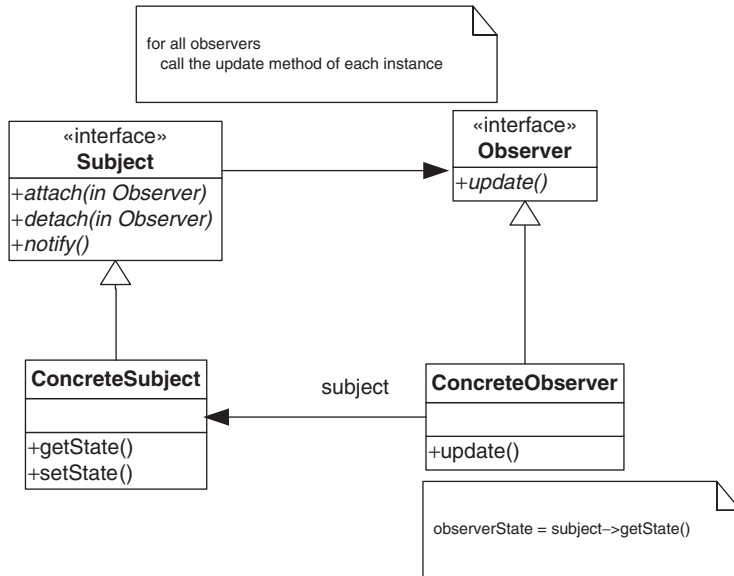 for all observers
call the update method of each instance
«interface»
Subject
+attach(in Observer)
+detach(in Observer)
+notify()
«interface»
Observer
+update()
ConcreteSubject
+getState()
+setState()
subject
ConcreteObserver
+update()
observerState = subject–>getState()